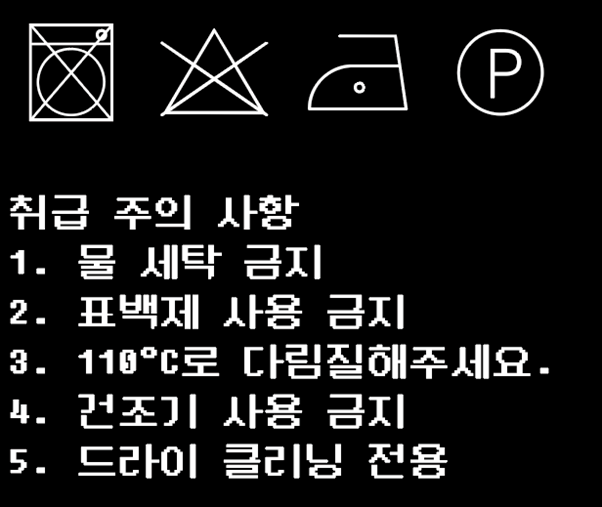 P
취급 주의 사항
1. 물 세탁 금지
2. 표백제 사용 금지
3. 110°C로 다림질해주세요.
4. 건조기 사용 금지
5. 드라이 클리닝 전용